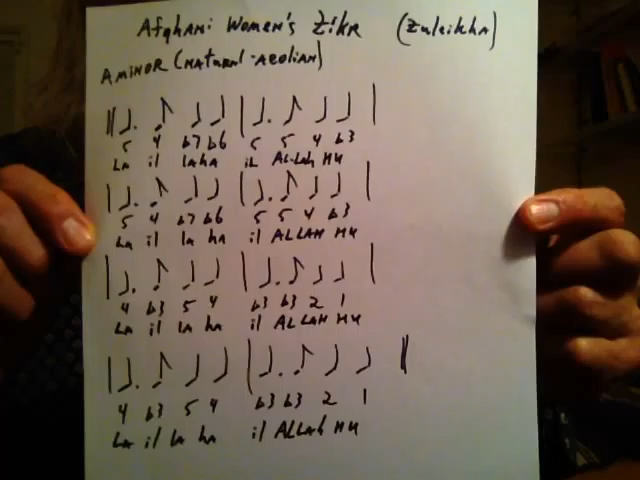 Afghani Women's Zikr (Zuleikha)
A MINOR (NATURAL-AEOLIAN)
5 4 b7 b6 5 5 4 b3
La il laha il AL-Lah Hu
5 4 b7 b6 5 5 4 b3
La il la ha il ALLAH Hu
4 b3 5 4 b3 b3 2 1
La il la ha il ALLAH Hu
4 b3 5 4 b3 b3 2 1
La il la ha il ALLah Hu